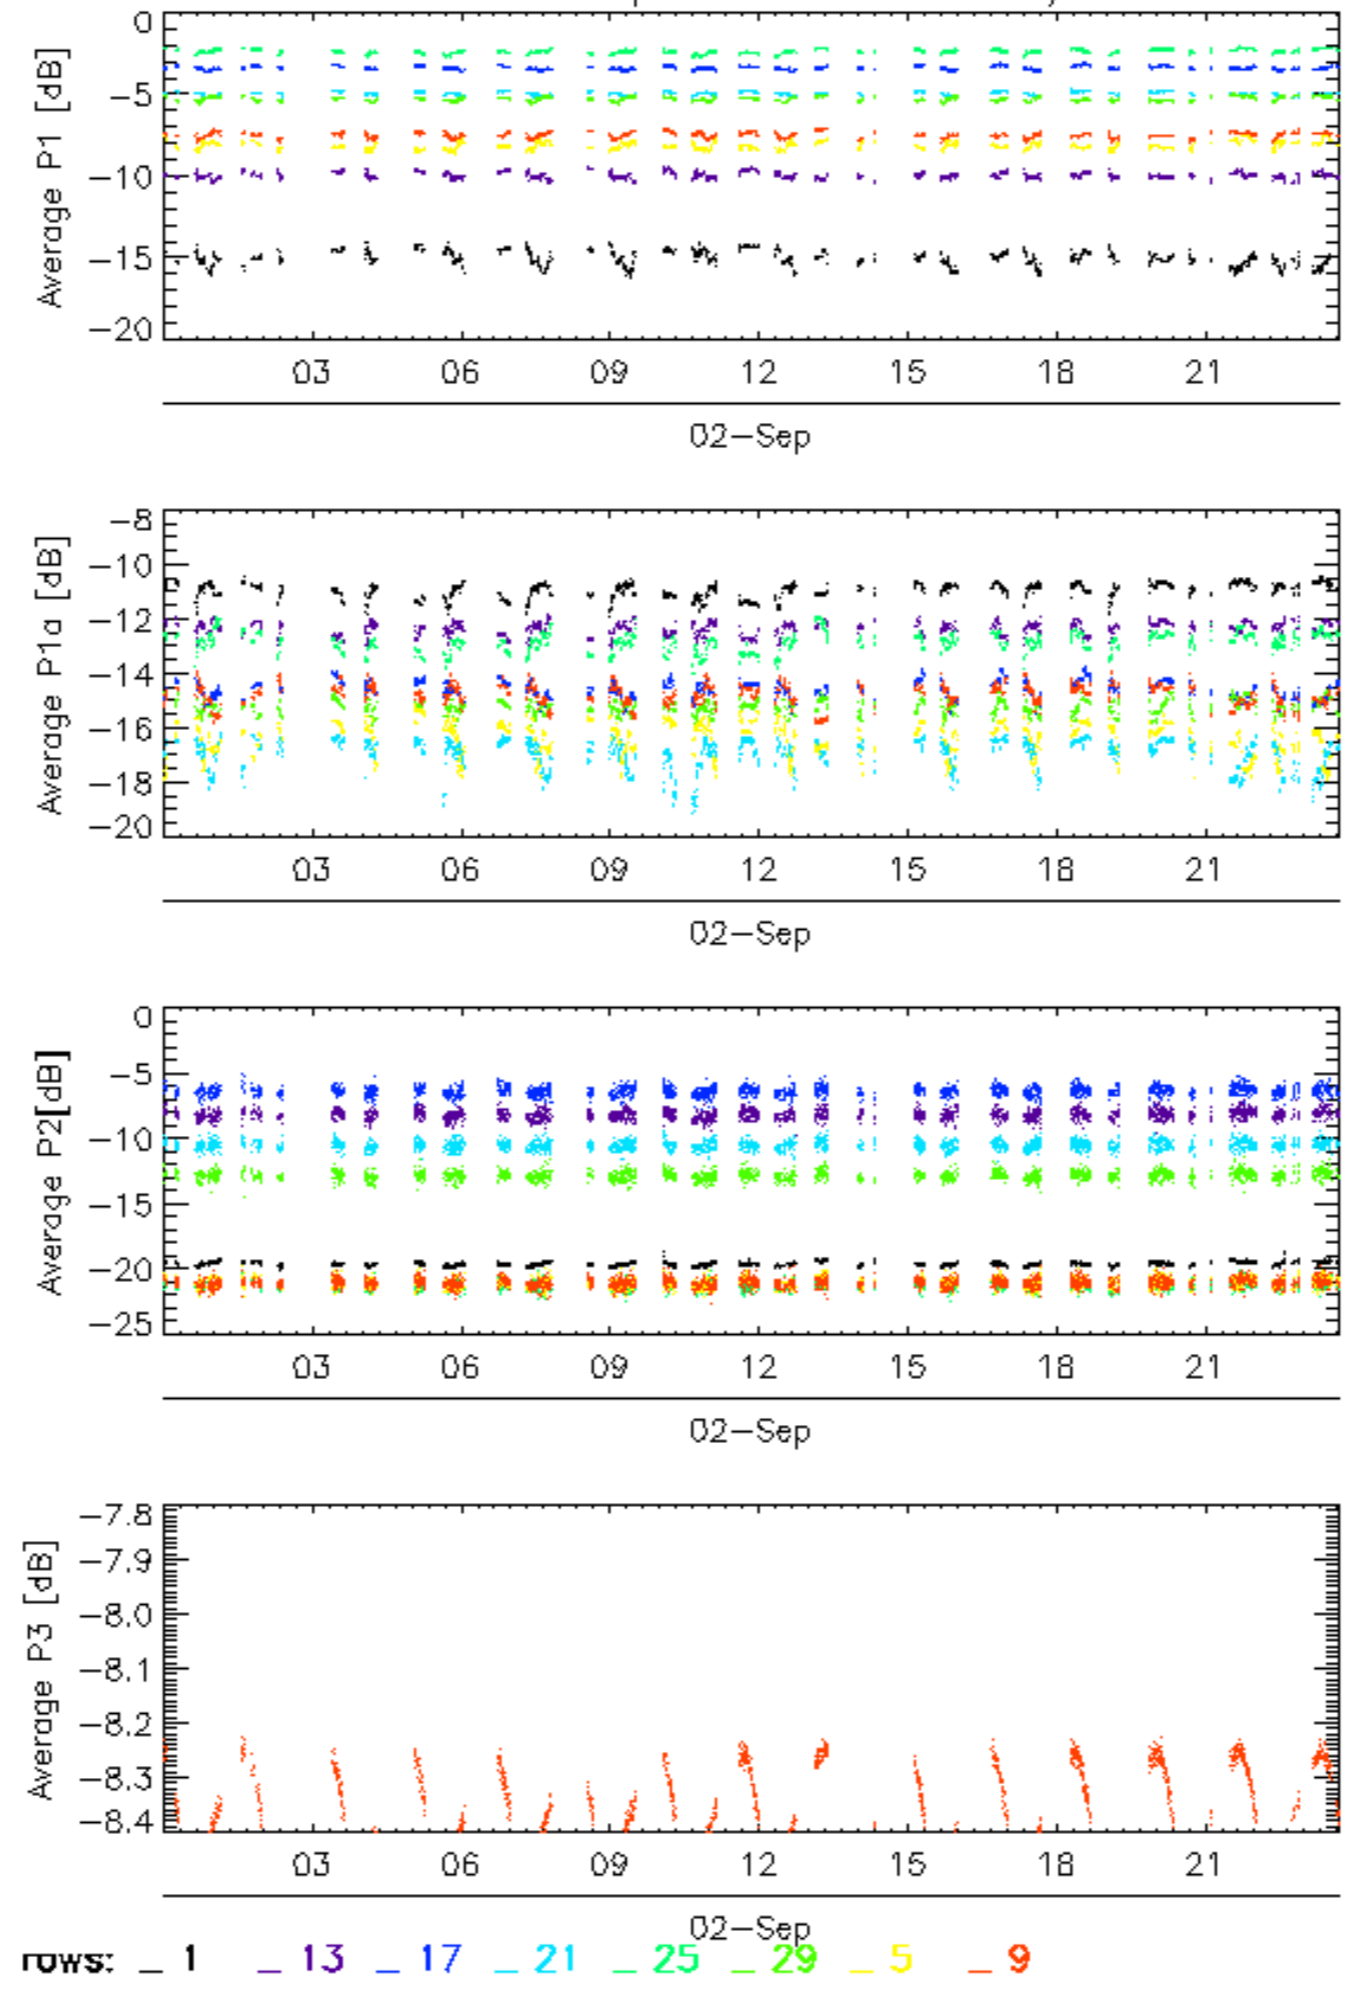 0
−5
−10
−15
−20
Average P1 [dB]
03 06 09 12 15 18 21
02−Sep
−8
−10
−12
−14
−16
−18
−20
Average P1a [dB]
03 06 09 12 15 18 21
02−Sep
0
−5
−10
−15
−20
−25
Average P2[dB]
03 06 09 12 15 18 21
02−Sep
−7.8
−7.9
−8.0
−8.1
−8.2
−8.3
−8.4
Average P3 [dB]
03 06 09 12 15 18 21
02−Sep
rows: _ 1 _ 13 _ 17 _ 21 _ 25 _ 29 _ 5 _ 9